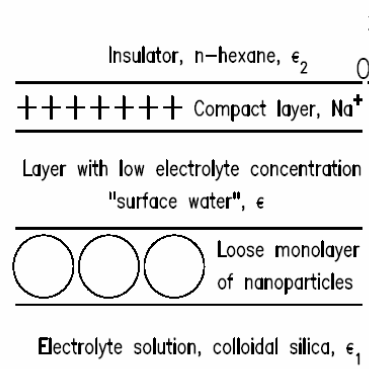 Insulator, n-hexane, ϵ₂
O
+++++++ Compact layer, Na⁺
Layer with low electrolyte concentration
"surface water", ϵ
Loose monolayer
of nanoparticles
Electrolyte solution, colloidal silica, ϵ₁